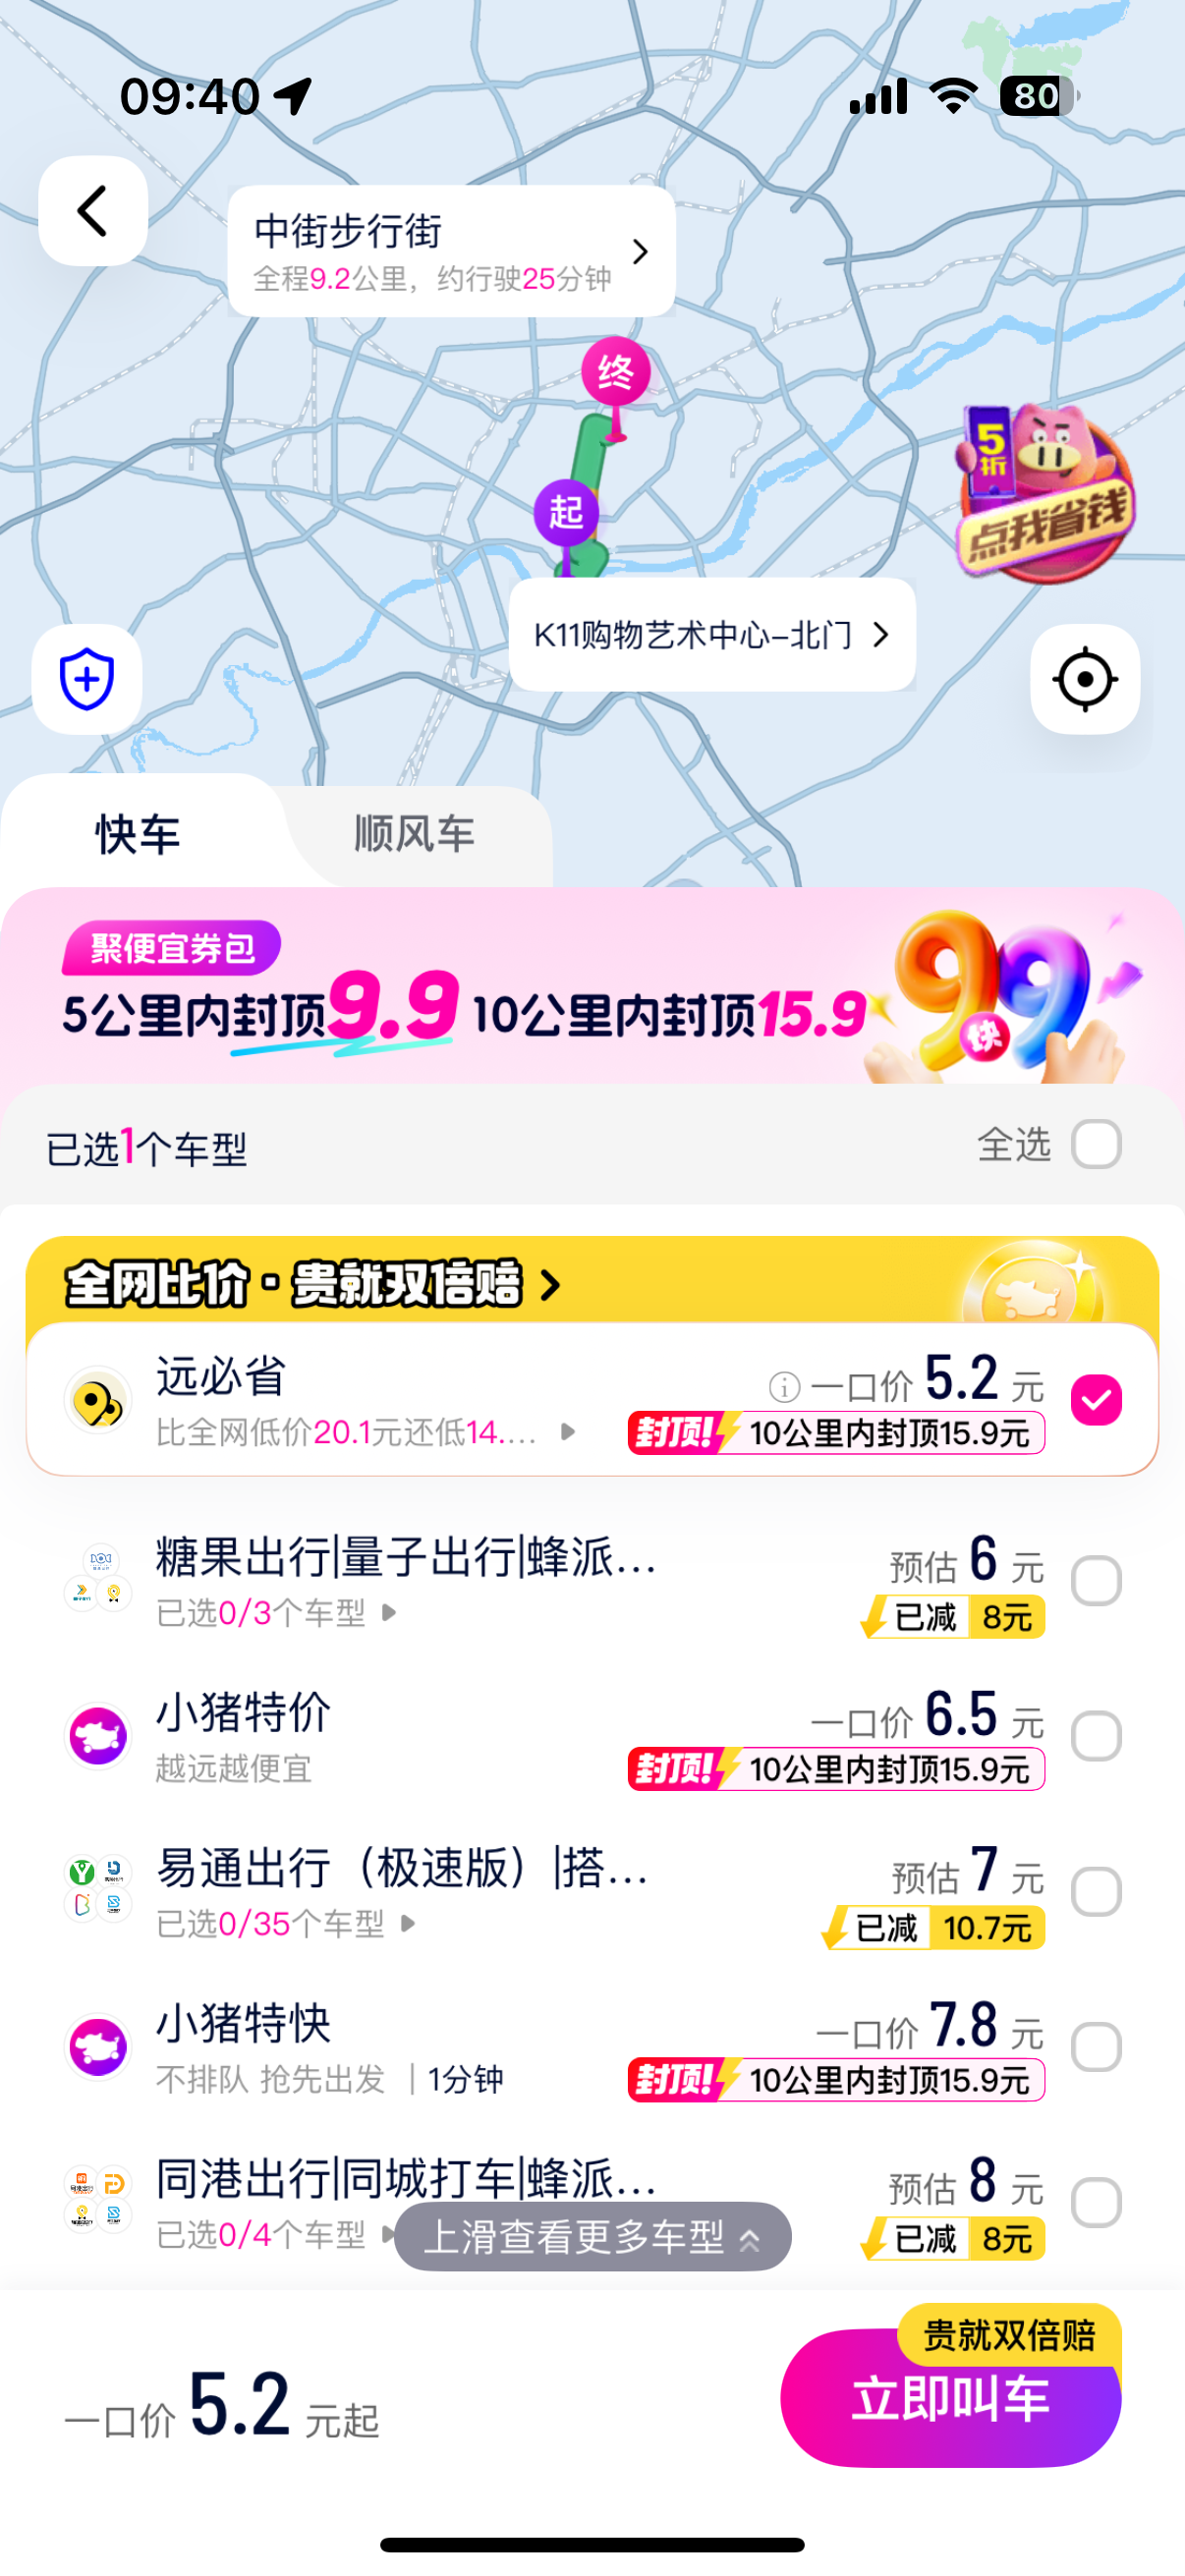 09:40
80
中街步行街
全程9.2公里，约行驶25分钟
终
5
折
起
点我省钱
K11购物艺术中心-北门
快车
顺风车
聚便宜券包
5公里内封顶9.9 10公里内封顶15.9
99
快
已选1个车型
全选
全网比价·贵就双倍赔
远必省
一口价 5.2 元
比全网低价20.1元还低14....
封顶! 10公里内封顶15.9元
糖果出行|量子出行|蜂派...
预估 6 元
已选0/3个车型
已减 8元
小猪特价
一口价 6.5 元
越远越便宜
封顶! 10公里内封顶15.9元
易通出行（极速版）|搭...
预估 7 元
已选0/35个车型
已减 10.7元
小猪特快
一口价 7.8 元
不排队 抢先出发 | 1分钟
封顶! 10公里内封顶15.9元
同港出行|同城打车|蜂派...
预估 8 元
已选0/4个车型
已减 8元
上滑查看更多车型
贵就双倍赔
一口价 5.2 元起
立即叫车